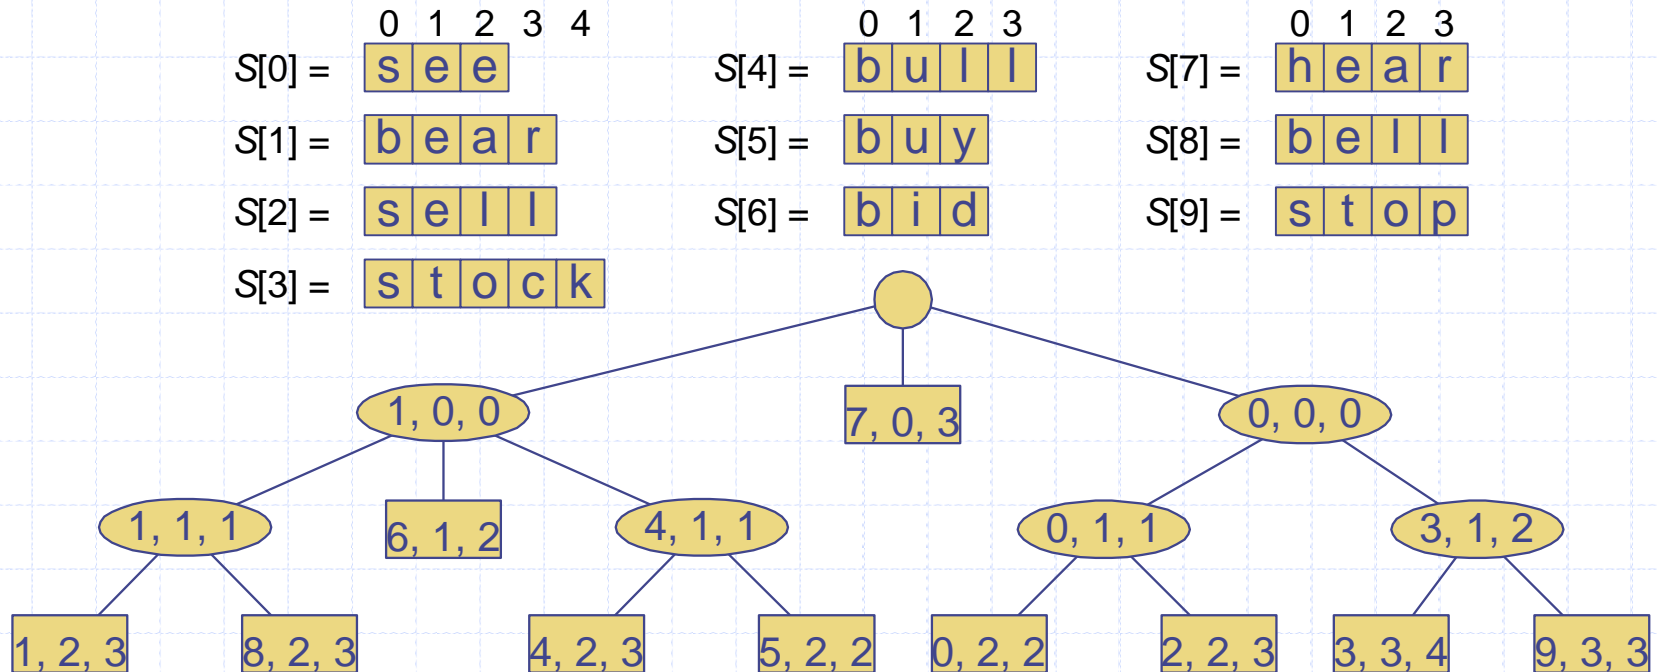 0 1 2 3 4
0 1 2 3
0 1 2 3
S[0] = s e e
S[4] = b u l l
S[7] = h e a r
S[1] = b e a r
S[5] = b u y
S[8] = b e l l
S[2] = s e l l
S[6] = b i d
S[9] = s t o p
S[3] = s t o c k
1, 0, 0
7, 0, 3
0, 0, 0
1, 1, 1
6, 1, 2
4, 1, 1
0, 1, 1
3, 1, 2
1, 2, 3
8, 2, 3
4, 2, 3
5, 2, 2
0, 2, 2
2, 2, 3
3, 3, 4
9, 3, 3